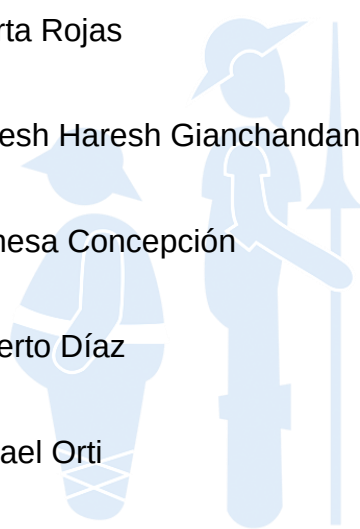 rta Rojas
esh Haresh Gianchandan
nesa Concepción
erto Díaz
ael Orti